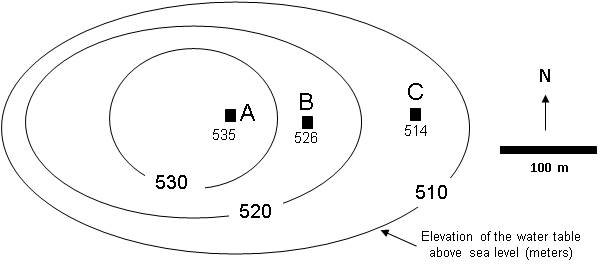 A
535
B
526
C
514
N
100 m
530
520
510
Elevation of the water table
above sea level (meters)